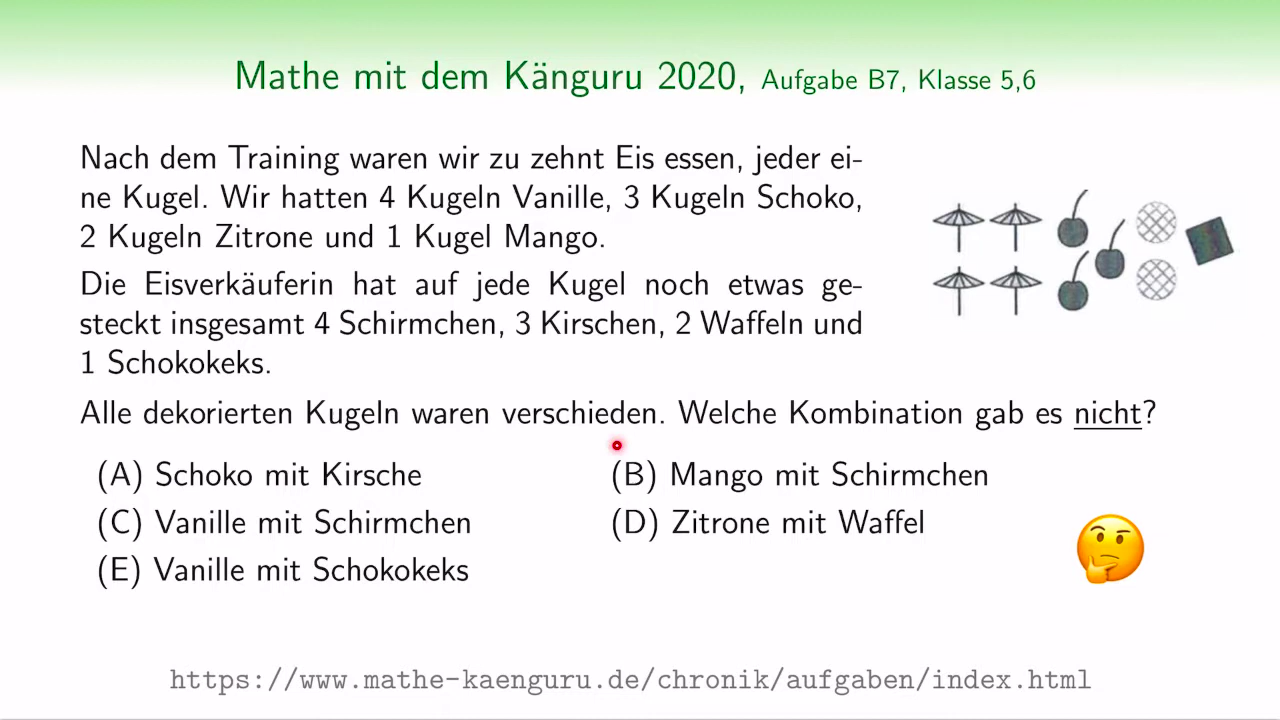 Mathe mit dem Känguru 2020, Aufgabe B7, Klasse 5,6
Nach dem Training waren wir zu zehnt Eis essen, jeder ei-
ne Kugel. Wir hatten 4 Kugeln Vanille, 3 Kugeln Schoko,
2 Kugeln Zitrone und 1 Kugel Mango.
Die Eisverkäuferin hat auf jede Kugel noch etwas ge-
steckt insgesamt 4 Schirmchen, 3 Kirschen, 2 Waffeln und
1 Schokokeks.
Alle dekorierten Kugeln waren verschieden. Welche Kombination gab es nicht?
(A) Schoko mit Kirsche
(B) Mango mit Schirmchen
(C) Vanille mit Schirmchen
(D) Zitrone mit Waffel
(E) Vanille mit Schokokeks
https://www.mathe-kaenguru.de/chronik/aufgaben/index.html